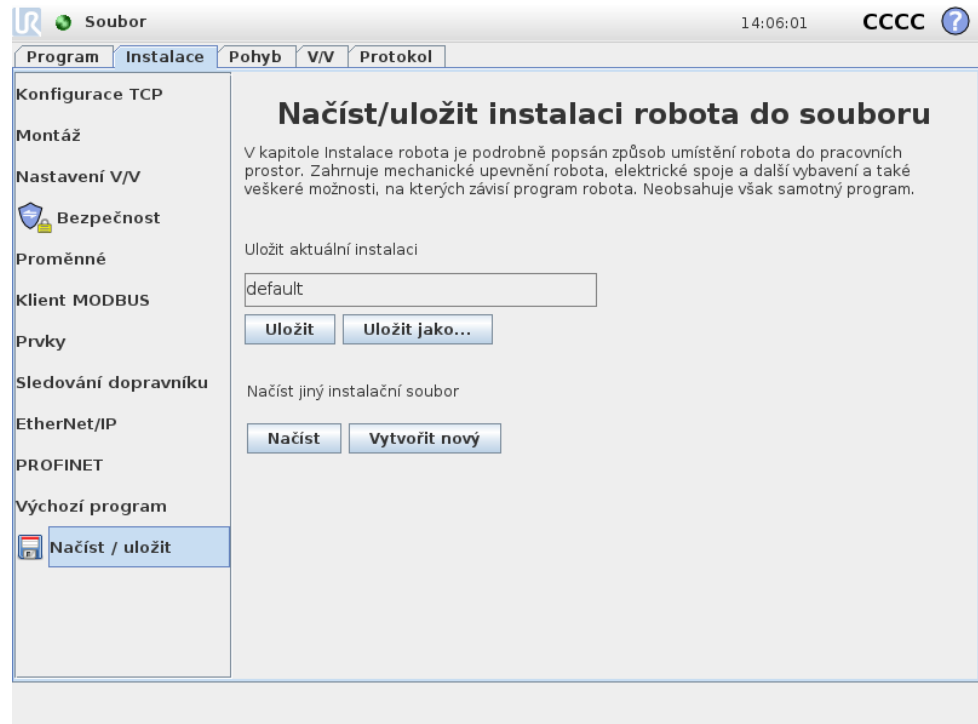 UR Soubor 14:06:01 CCCC ?
Program Instalace Pohyb V/V Protokol
Konfigurace TCP
Montáž
Nastavení V/V
Bezpečnost
Proměnné
Klient MODBUS
Prvky
Sledování dopravníku
EtherNet/IP
PROFINET
Výchozí program
Načíst / uložit
Načíst/uložit instalaci robota do souboru
V kapitole Instalace robota je podrobně popsán způsob umístění robota do pracovních
prostor. Zahrnuje mechanické upevnění robota, elektrické spoje a další vybavení a také
veškeré možnosti, na kterých závisí program robota. Neobsahuje však samotný program.
Uložit aktuální instalaci
default
Uložit Uložit jako...
Načíst jiný instalační soubor
Načíst Vytvořit nový